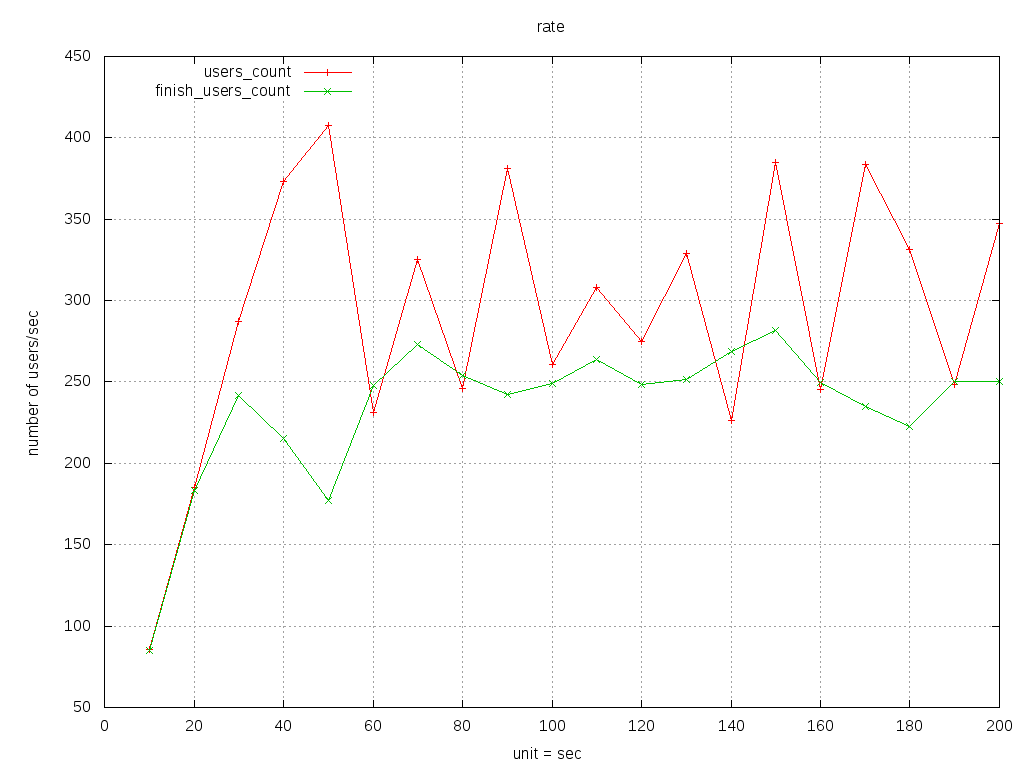 rate
users_count
finish_users_count
number of users/sec
450
400
350
300
250
200
150
100
50
0 20 40 60 80 100 120 140 160 180 200
unit = sec